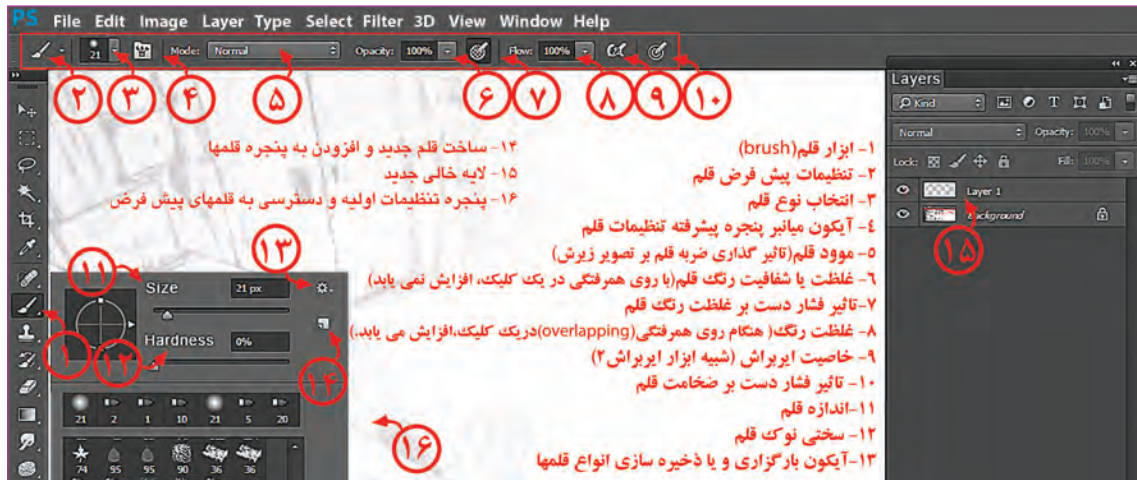 PS File Edit Image Layer Type Select Filter 3D View Window Help
21 Mode: Normal Opacity: 100% Flow: 100%
۲ ۳ ۴ ۵ ۶ ۷ ۸ ۹ ۱۰
Layers
Kind
Normal Opacity: 100%
Lock: Fill: 100%
Layer 1
Background
۱۵
۱- ابزار قلم(brush)
۲- تنظیمات پیش فرض قلم
۳- انتخاب نوع قلم
٤- آیکون میانبر پنجره پیشرفته تنظیمات قلم
۵- موود قلم(تاثیر گذاری ضربه قلم بر تصویر زیرش)
٦- غلظت یا شفافیت رنگ قلم(با روی همرفتگی در یک کلیک، افزایش نمی یابد)
۷-تاثیر فشار دست بر غلظت رنگ قلم
۸- غلظت رنگ( هنگام روی همرفتگی(overlapping)دریک کلیک،افزایش می یابد.)
۹- خاصیت ایربراش (شبیه ابزار ایربراش۲)
۱۰- تاثیر فشار دست بر ضخامت قلم
۱۱-اندازه قلم
۱۲- سختی نوک قلم
۱۳-آیکون بارگزاری و یا ذخیره سازی انواع قلمها
۱۴- ساخت قلم جدید و افزودن به پنجره قلمها
۱۵- لایه خالی جدید
۱۶- پنجره تنظیمات اولیه و دسترسی به قلمهای پیش فرض
۱۱ ۱۳
Size 21 px
Hardness 0%
۱ ۱۲ ۱۴
21 2 1 10 21 5 20
74 95 95 90 36 36
۱۶